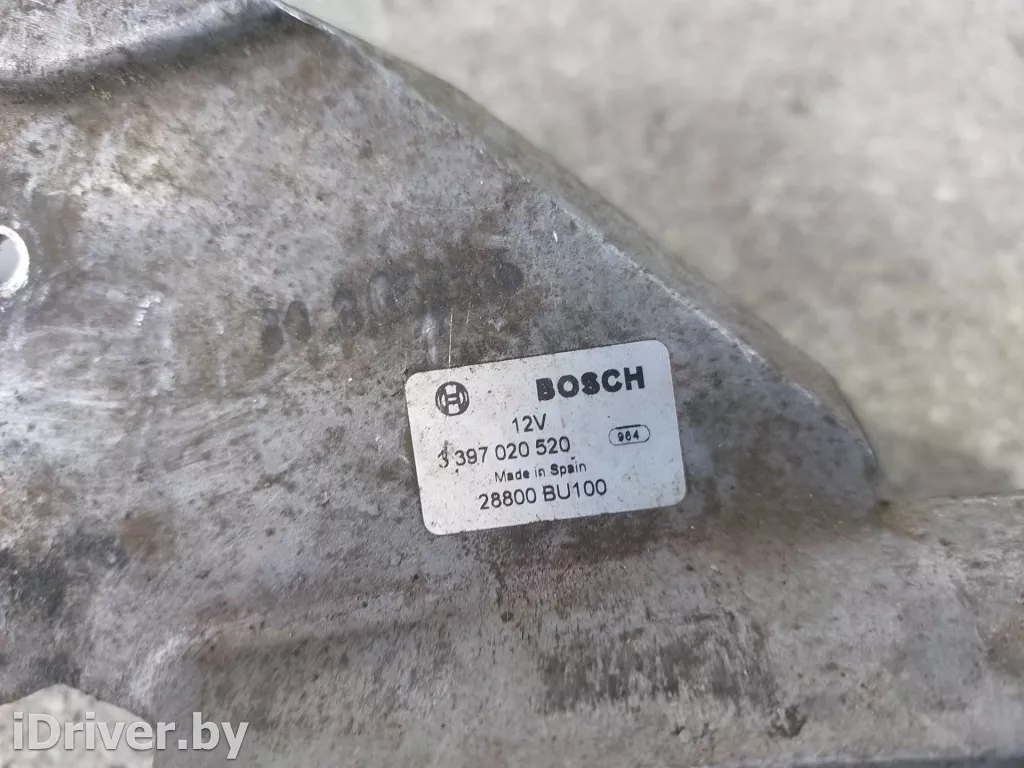 BOSCH
12V
3 397 020 520
964
Made in Spain
28800 BU100
iDriver.by